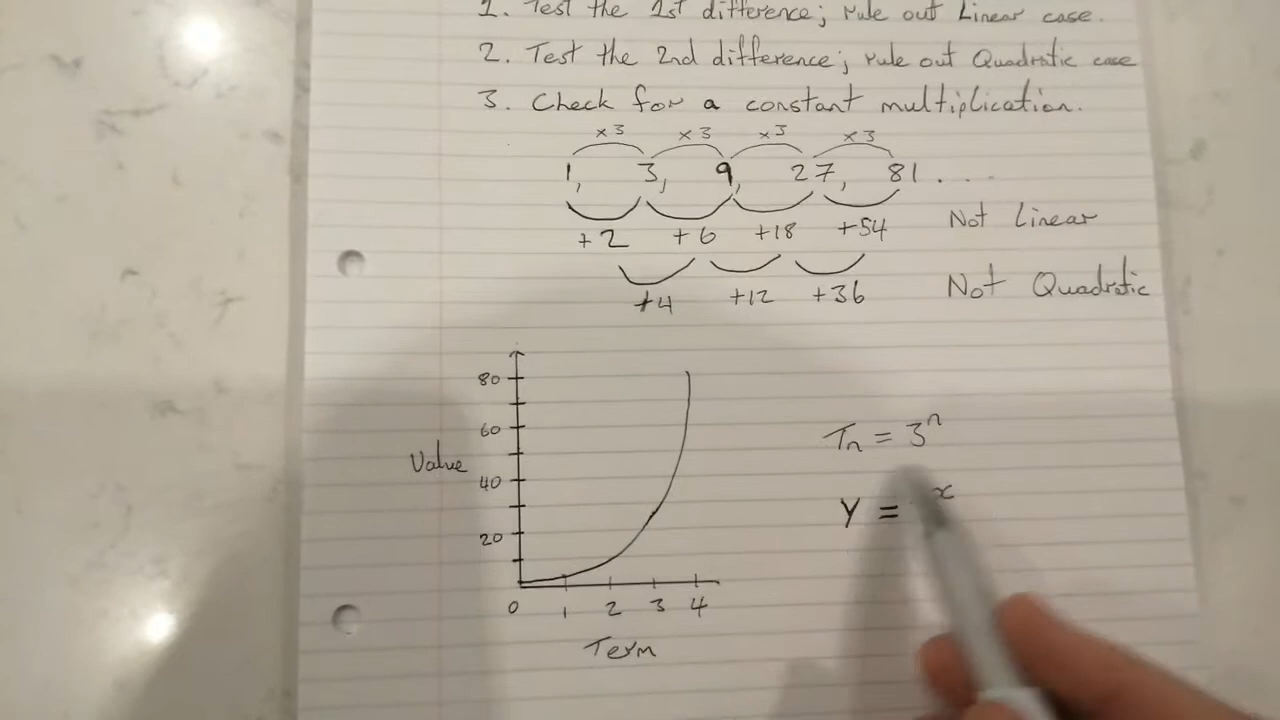 1. Test the 1st difference; rule out Linear case.
2. Test the 2nd difference; rule out Quadratic case
3. Check for a constant multiplication.
×3 ×3 ×3 ×3
1, 3, 9, 27, 81 . . . .
+2 +6 +18 +54 Not Linear
+4 +12 +36 Not Quadratic
80
60
Tₙ = 3ⁿ
Value
40
y = ˣ
20
0 1 2 3 4
Term